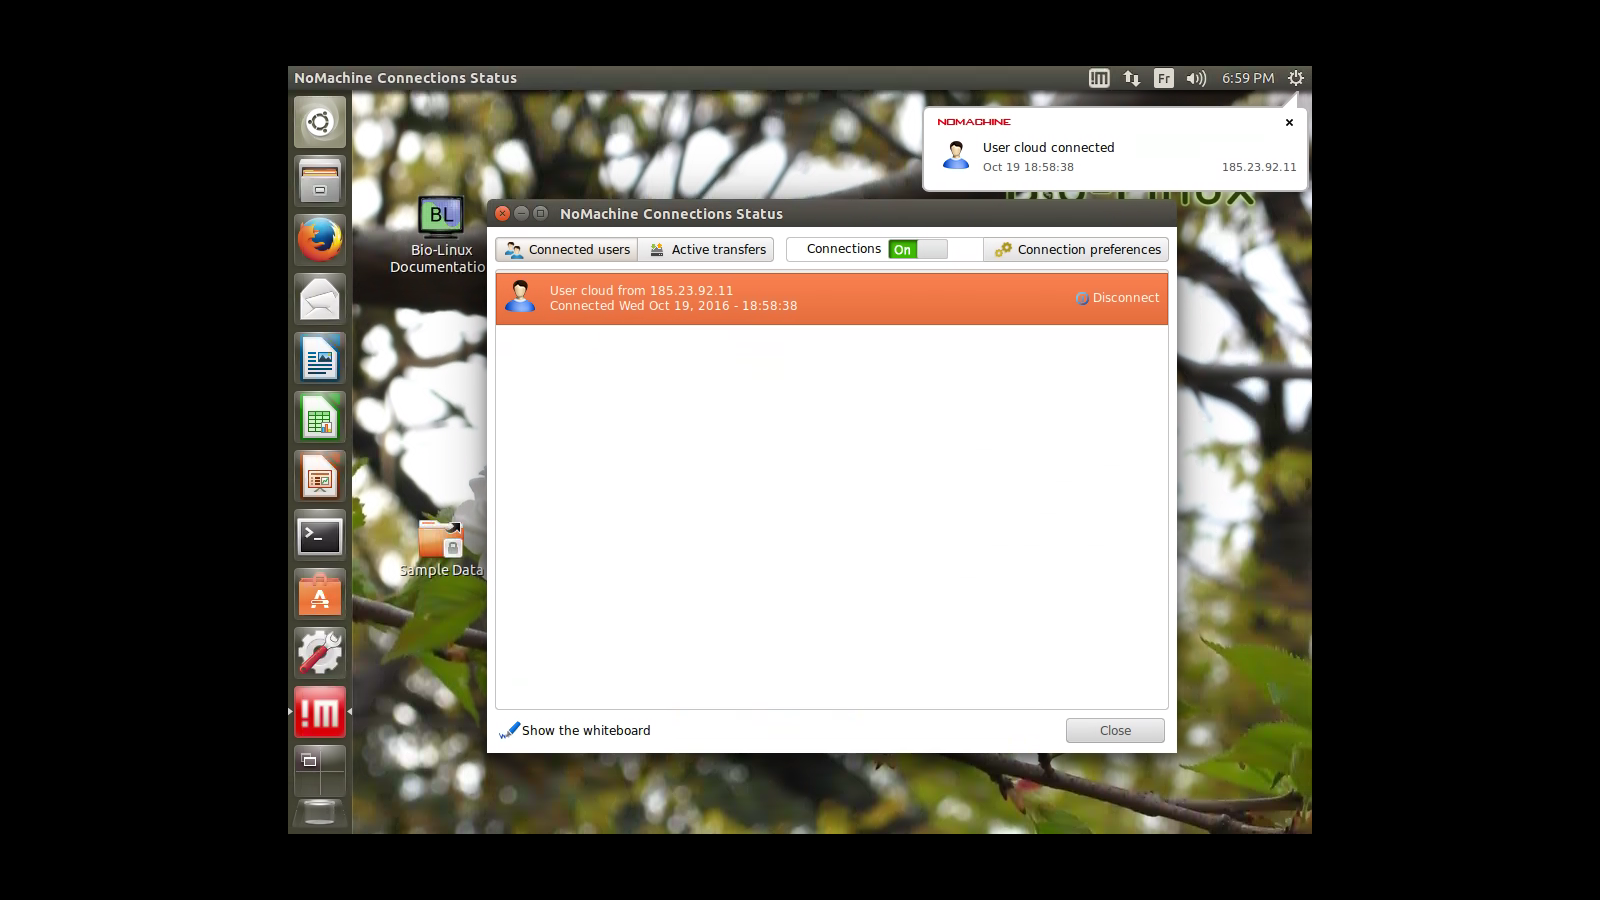 NoMachine Connections Status
!M
Fr
6:59 PM
NOMACHINE
User cloud connected
Oct 19 18:58:38
185.23.92.11
Bio-Linux
BL
Bio-Linux
Documentatio
NoMachine Connections Status
Connected users
Active transfers
Connections
On
Connection preferences
User cloud from 185.23.92.11
Connected Wed Oct 19, 2016 - 18:58:38
Disconnect
>_
Sample Data
A
!M
Show the whiteboard
Close